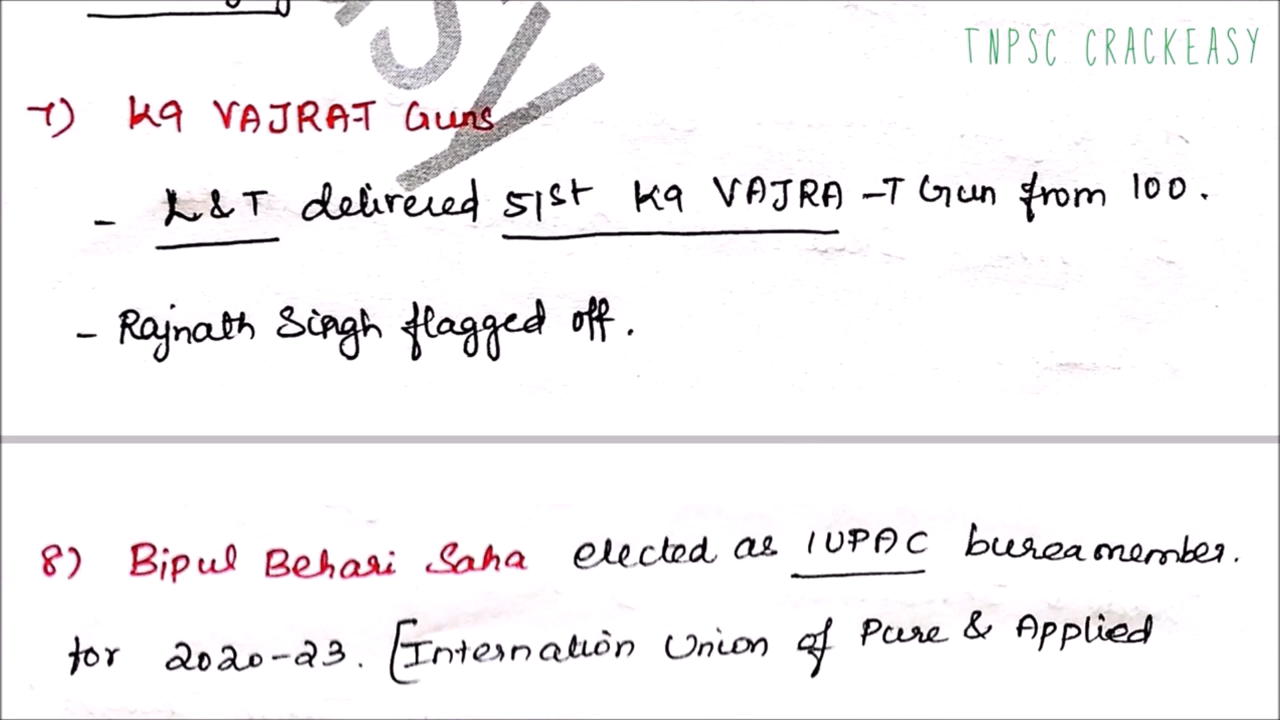 TNPSC CRACKEASY
7) K9 VAJRA-T Guns
- L&T delivered 51st K9 VAJRA -T Gun from 100.
- Rajnath Singh flagged off.
8) Bipul Behari Saha elected as IUPAC bureamember.
for 2020-23. [Internation Union of Pure & Applied